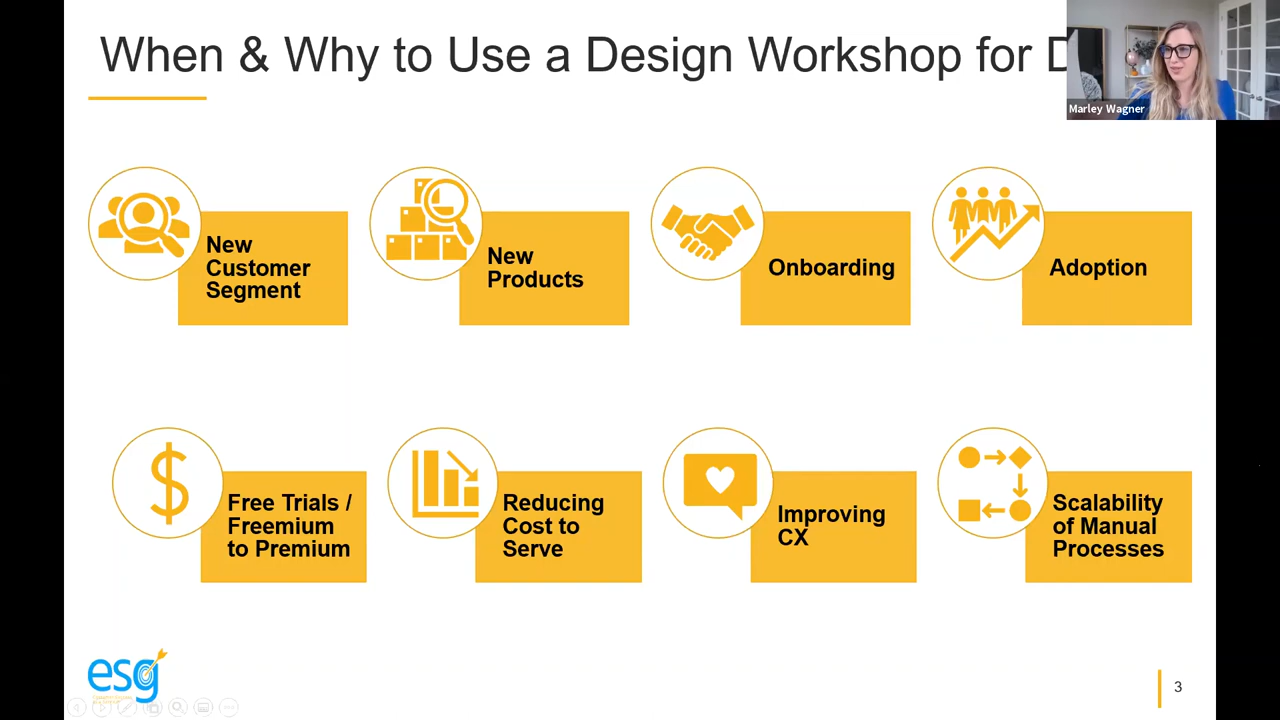 When & Why to Use a Design Workshop for D
Marley Wagner
New
Customer
Segment
New
Products
Onboarding
Adoption
Free Trials /
Freemium
to Premium
Reducing
Cost to
Serve
Improving
CX
Scalability
of Manual
Processes
esg
3